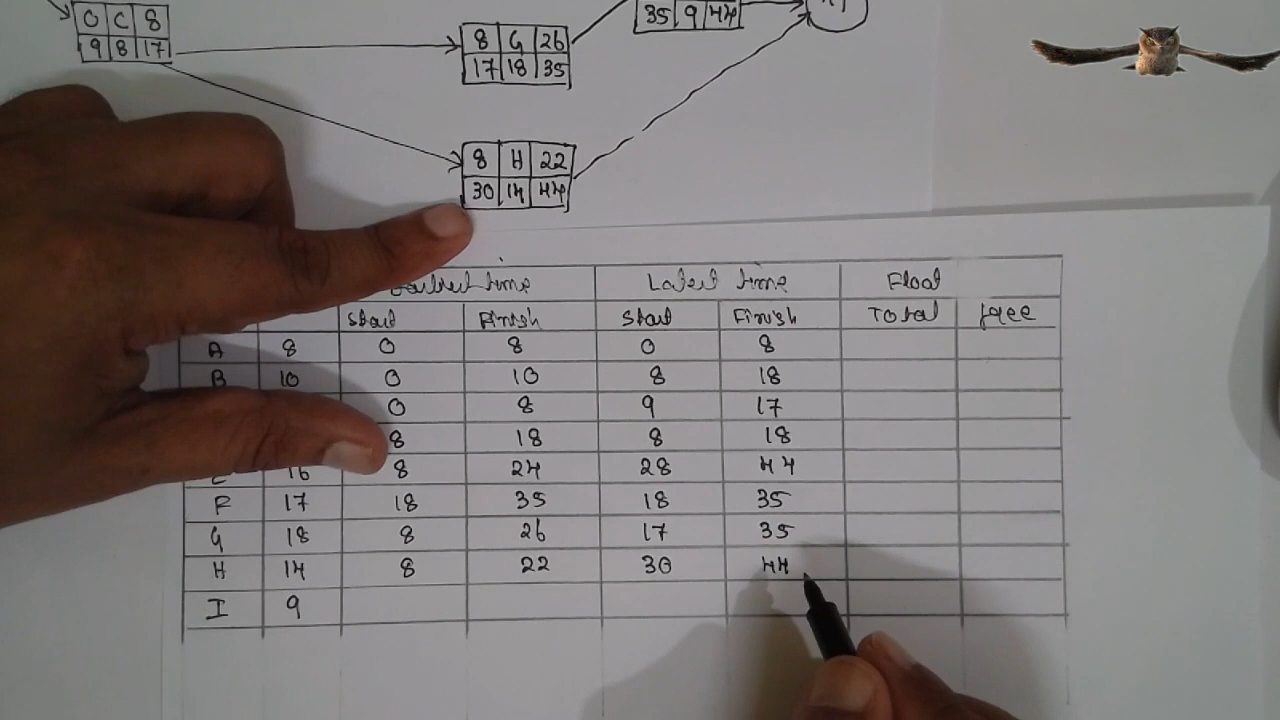 0 C 8
9 8 17
35 9 44
8 G 26
17 18 35
8 H 22
30 14 44
time Latest time Float
Start Finish Start Finish Total free
A 8 0 8 0 8
B 10 0 10 8 18
0 8 9 17
8 18 8 18
16 8 24 28 44
F 17 18 35 18 35
G 18 8 26 17 35
H 14 8 22 30 44
I 9